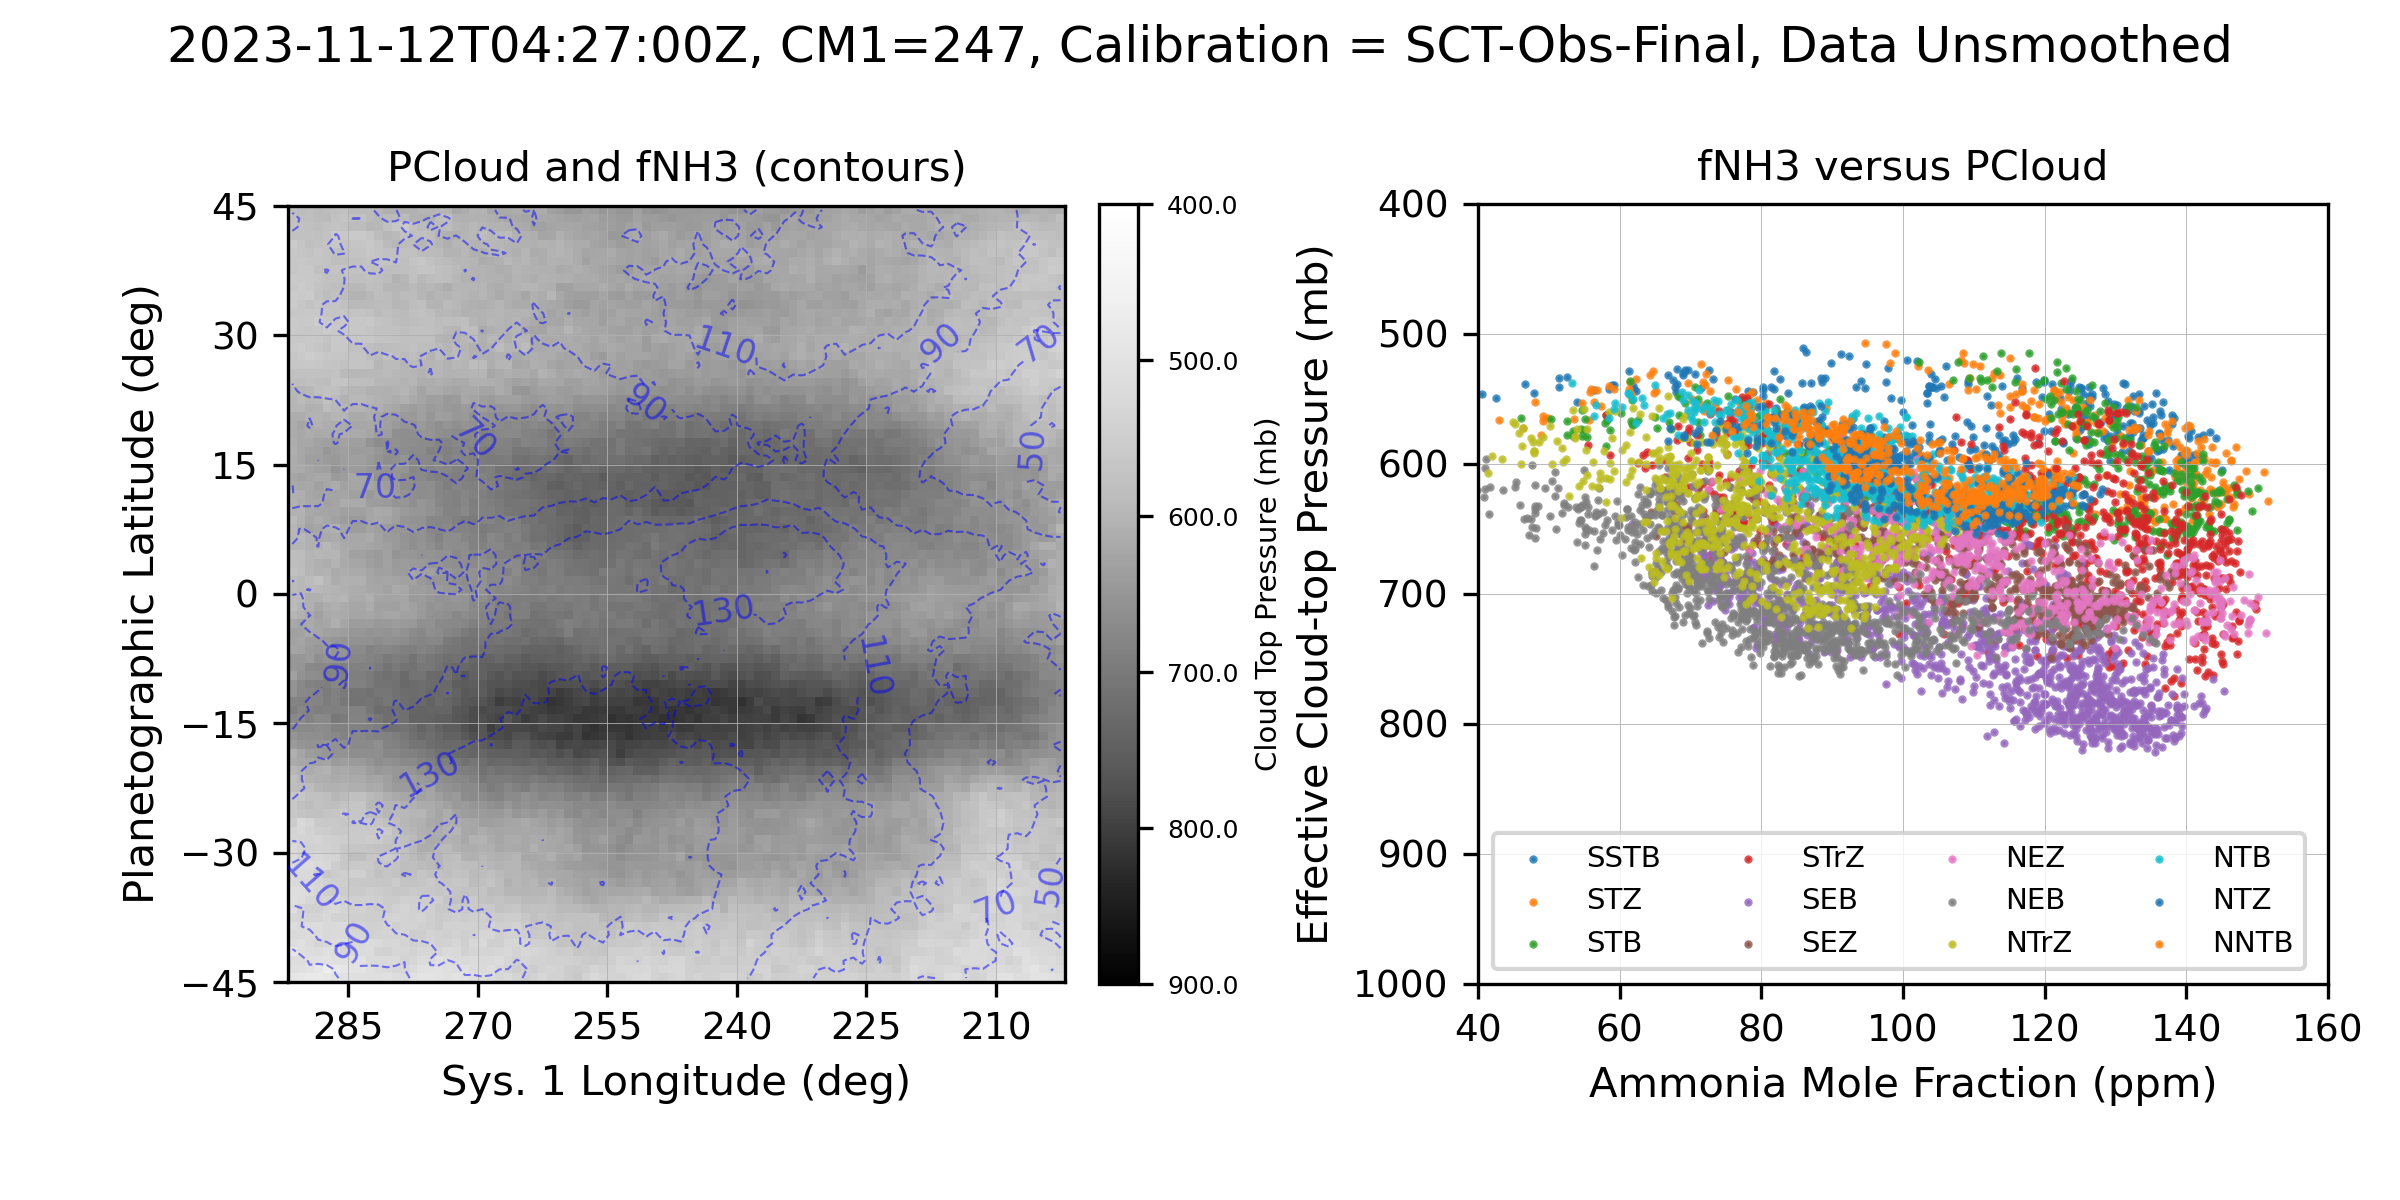 2023-11-12T04:27:00Z, CM1=247, Calibration = SCT-Obs-Final, Data Unsmoothed
PCloud and fNH3 (contours)
Planetographic Latitude (deg)
45
30
15
0
−15
−30
−45
285 270 255 240 225 210
Sys. 1 Longitude (deg)
110
90
70
90
70
50
70
130
90
110
130
110
90
70
50
400.0
500.0
600.0
700.0
800.0
900.0
Cloud Top Pressure (mb)
fNH3 versus PCloud
Effective Cloud-top Pressure (mb)
400
500
600
700
800
900
1000
SSTB STrZ NEZ NTB
STZ SEB NEB NTZ
STB SEZ NTrZ NNTB
40 60 80 100 120 140 160
Ammonia Mole Fraction (ppm)